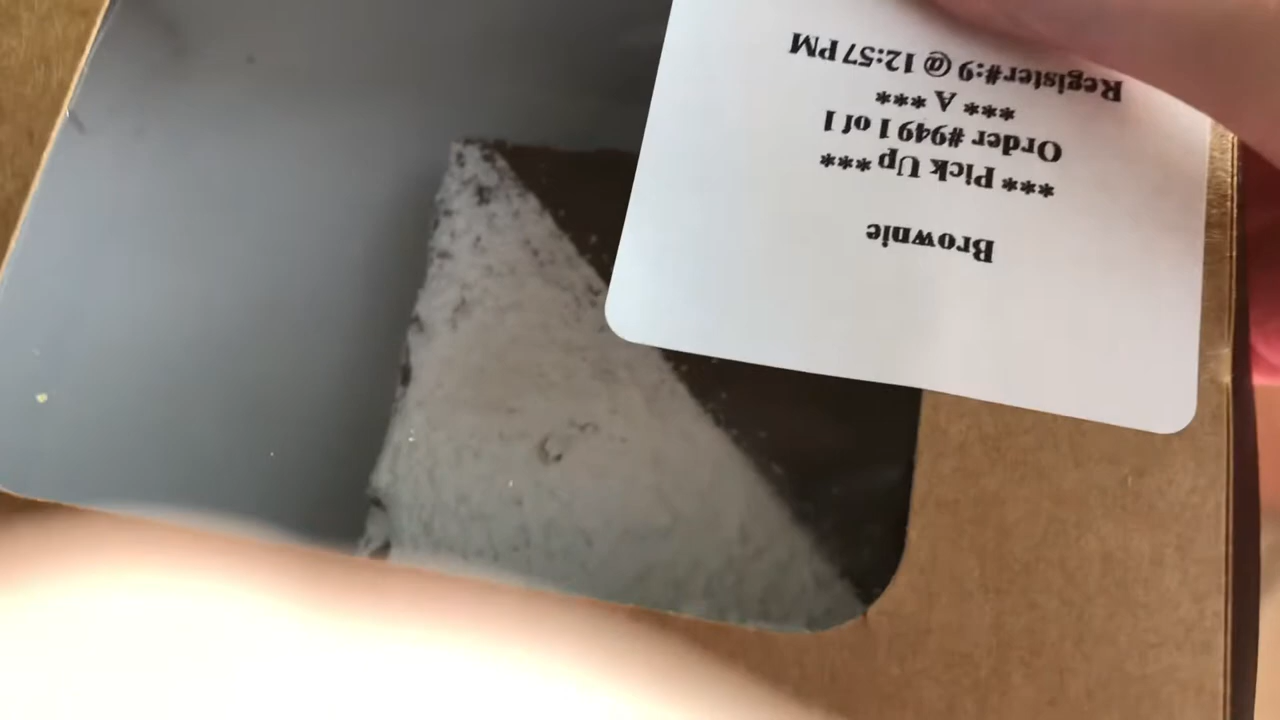 Brownie
*** Pick Up ***
Order #949 1 of 1
*** A ***
Register#:9 @ 12:57 PM